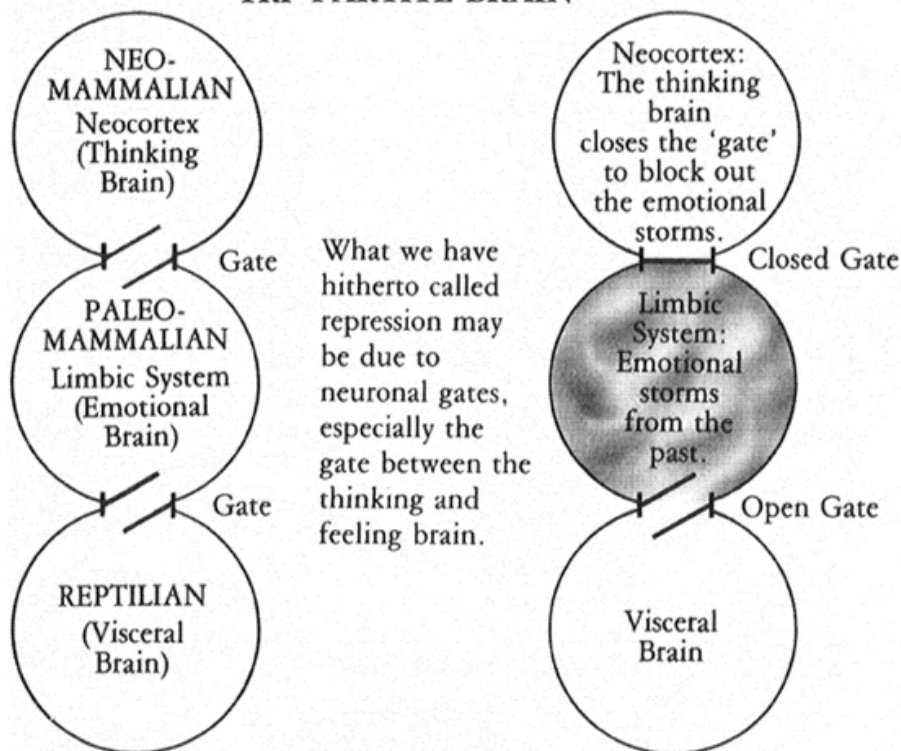 NEO-
MAMMALIAN
Neocortex
(Thinking
Brain)
Gate
PALEO-
MAMMALIAN
Limbic System
(Emotional
Brain)
Gate
REPTILIAN
(Visceral
Brain)
What we have
hitherto called
repression may
be due to
neuronal gates,
especially the
gate between the
thinking and
feeling brain.
Neocortex:
The thinking
brain
closes the ‘gate’
to block out
the emotional
storms.
Closed Gate
Limbic
System:
Emotional
storms
from the
past.
Open Gate
Visceral
Brain